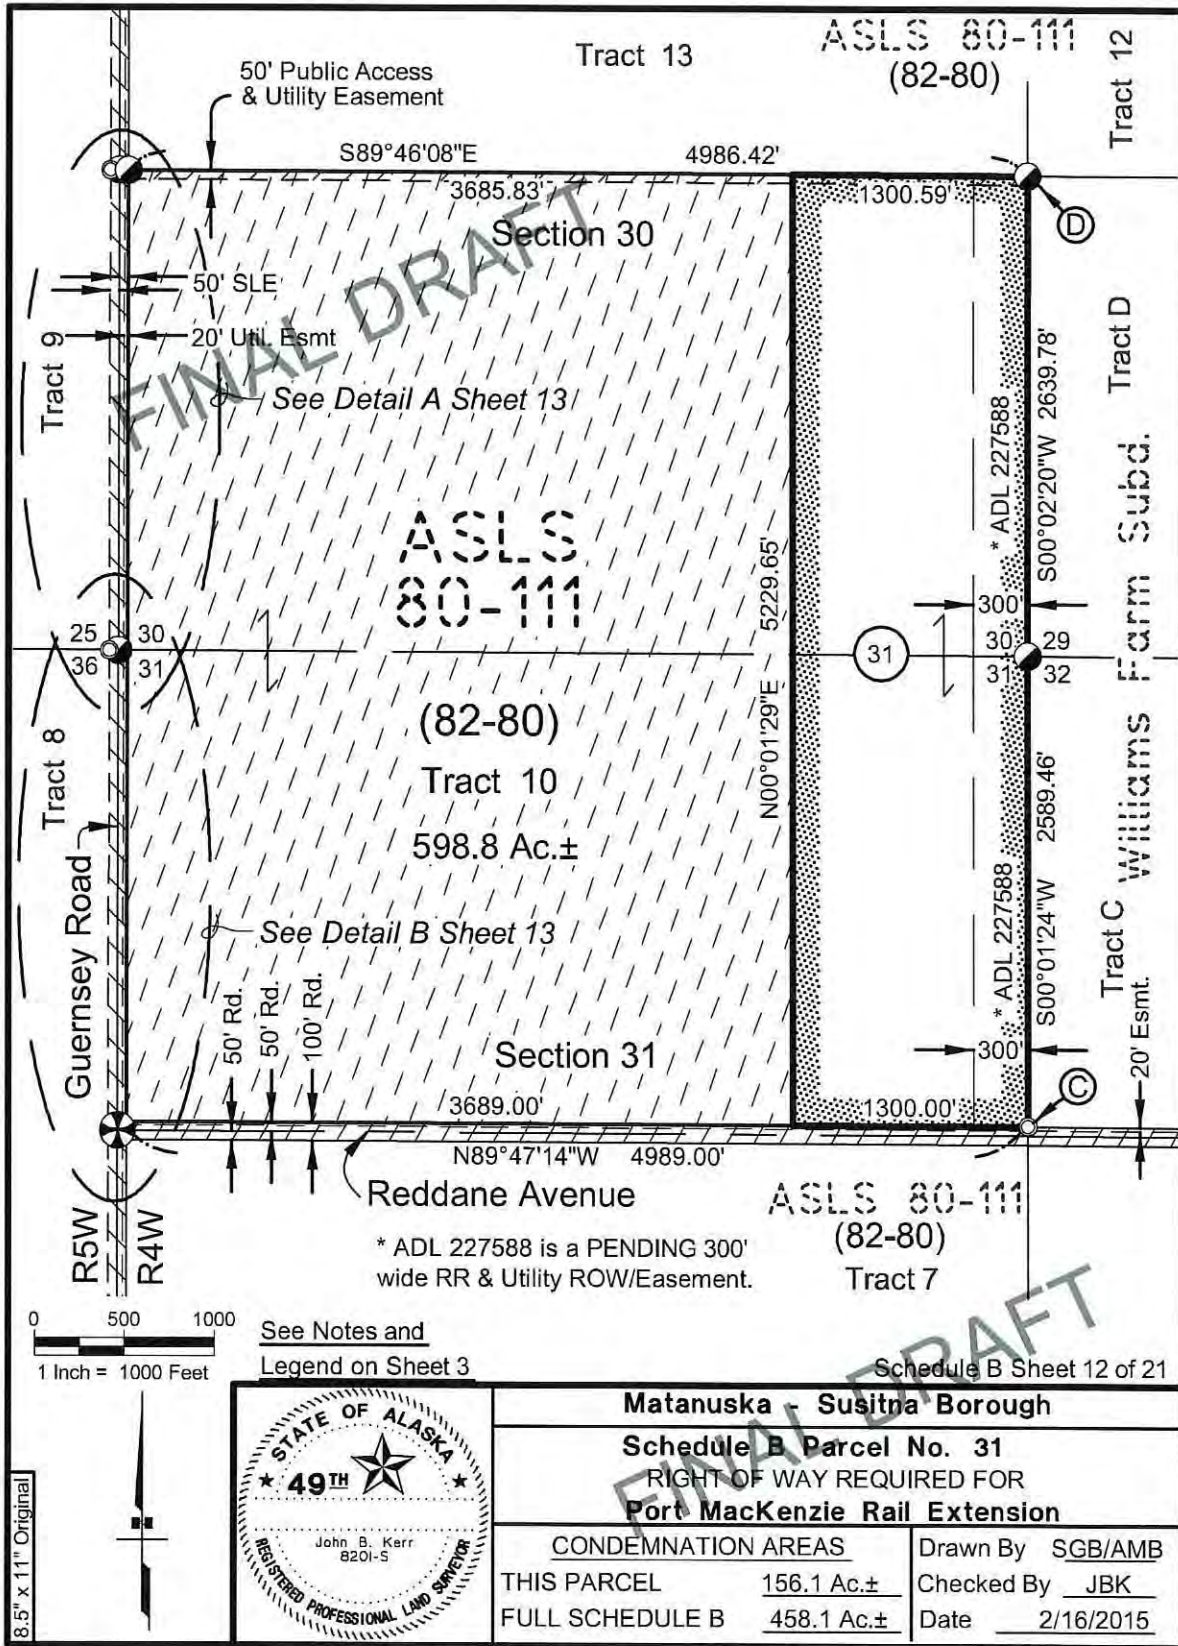 ASLS 80-111
(82-80)
Tract 13
Tract 12
50' Public Access
& Utility Easement
S89°46'08"E 4986.42'
3685.83'
1300.59'
Section 30
D
50' SLE
20' Util. Esmt
Tract 9
See Detail A Sheet 13
FINAL DRAFT
Tract D
* ADL 227588
S00°02'20"W 2639.78'
ASLS
80-111
5229.65'
N00°01'29"E
300'
25 30
36 31
31
30 29
31 32
(82-80)
Tract 10
598.8 Ac.±
Tract 8
Guernsey Road
Williams Farm Subd.
* ADL 227588
S00°01'24"W 2589.46'
Tract C
See Detail B Sheet 13
50' Rd.
50' Rd.
100' Rd.
Section 31
300'
20' Esmt.
C
3689.00'
1300.00'
N89°47'14"W 4989.00'
Reddane Avenue
R5W
R4W
ASLS 80-111
(82-80)
Tract 7
* ADL 227588 is a PENDING 300'
wide RR & Utility ROW/Easement.
0 500 1000
1 Inch = 1000 Feet
See Notes and
Legend on Sheet 3
Schedule B Sheet 12 of 21
FINAL DRAFT
8.5" x 11" Original
STATE OF ALASKA
49TH
John B. Kerr
8201-S
REGISTERED PROFESSIONAL LAND SURVEYOR
Matanuska - Susitna Borough
Schedule B Parcel No. 31
RIGHT OF WAY REQUIRED FOR
Port MacKenzie Rail Extension
CONDEMNATION AREAS
THIS PARCEL 156.1 Ac.±
FULL SCHEDULE B 458.1 Ac.±
Drawn By SGB/AMB
Checked By JBK
Date 2/16/2015